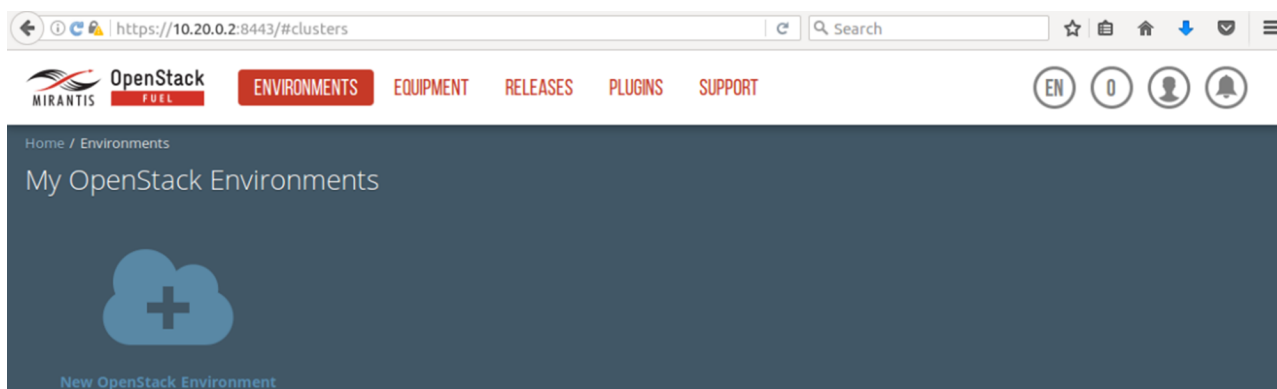 https://10.20.0.2:8443/#clusters
Search
MIRANTIS
OpenStack
FUEL
ENVIRONMENTS
EQUIPMENT
RELEASES
PLUGINS
SUPPORT
EN
0
Home / Environments
My OpenStack Environments
New OpenStack Environment